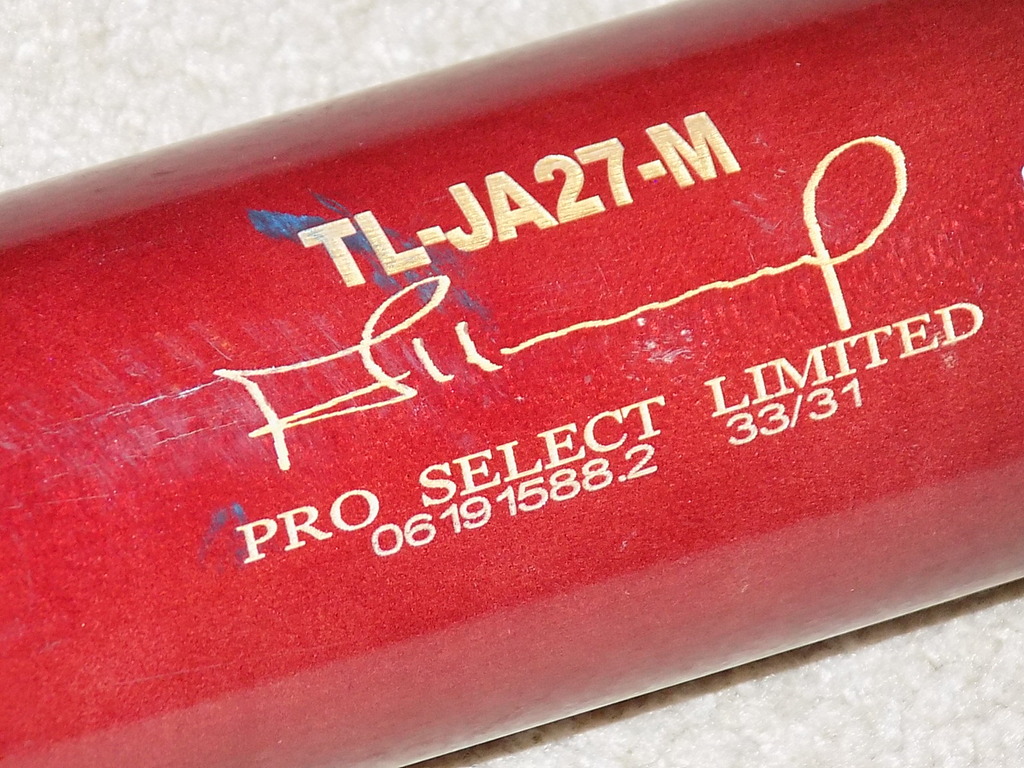 TL-JA27-M
PRO SELECT LIMITED
06191588.2 33/31